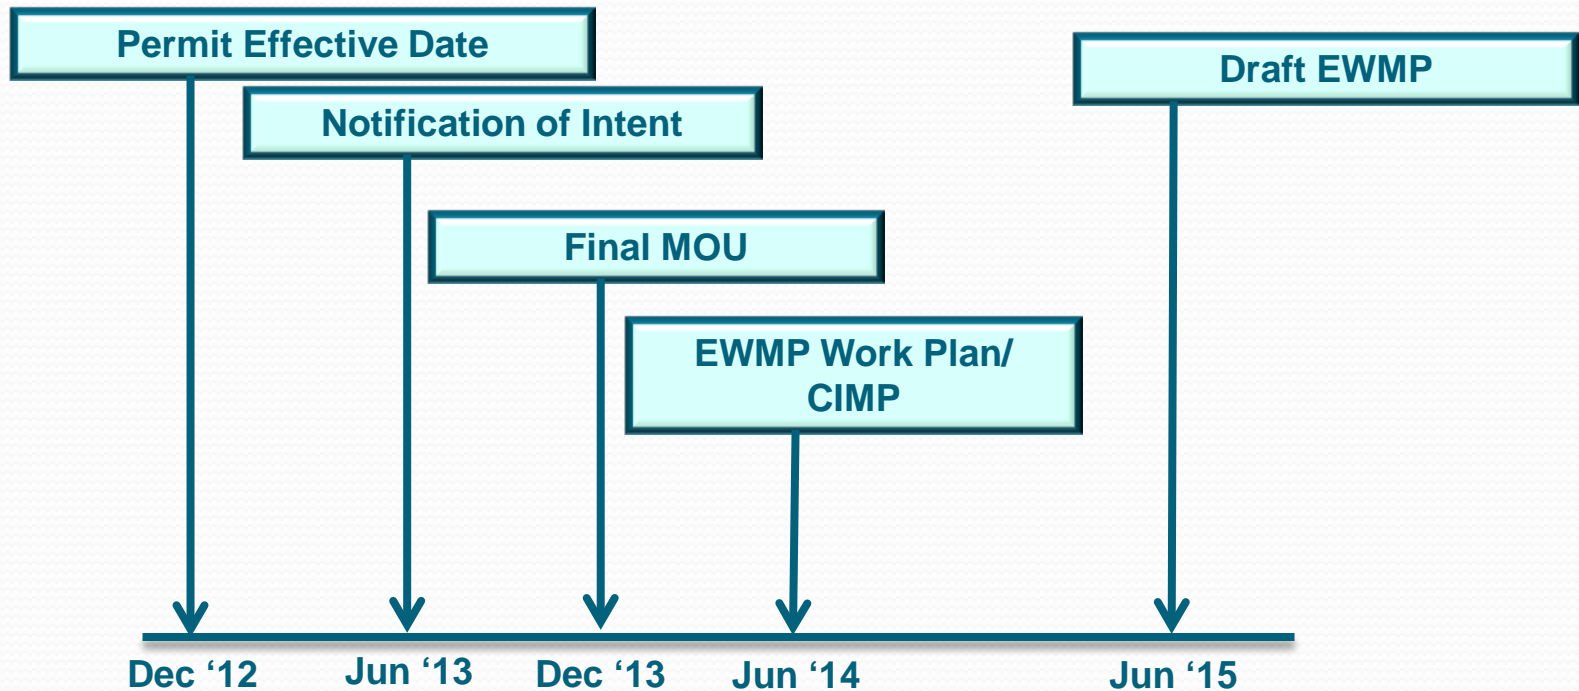 Permit Effective Date
Draft EWMP
Notification of Intent
Final MOU
EWMP Work Plan/
CIMP
Dec ‘12
Jun ‘13
Dec ‘13
Jun ‘14
Jun ‘15